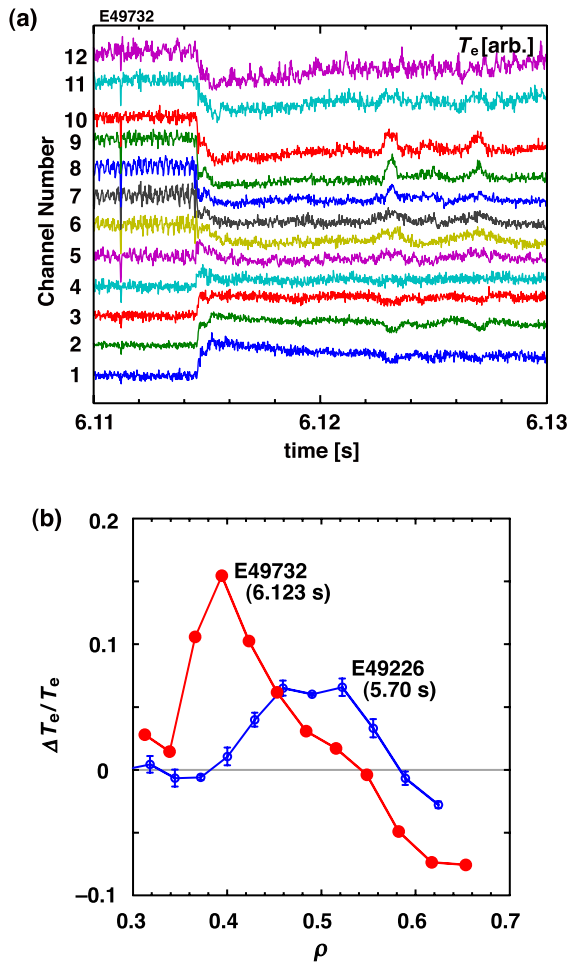 (a)
E49732
Te [arb.]
12
11
10
9
8
7
6
5
4
3
2
1
Channel Number
6.11 6.12 6.13
time [s]
(b)
0.2
0.1
0
−0.1
ΔTe/Te
E49732
(6.123 s)
E49226
(5.70 s)
0.3 0.4 0.5 0.6 0.7
ρ